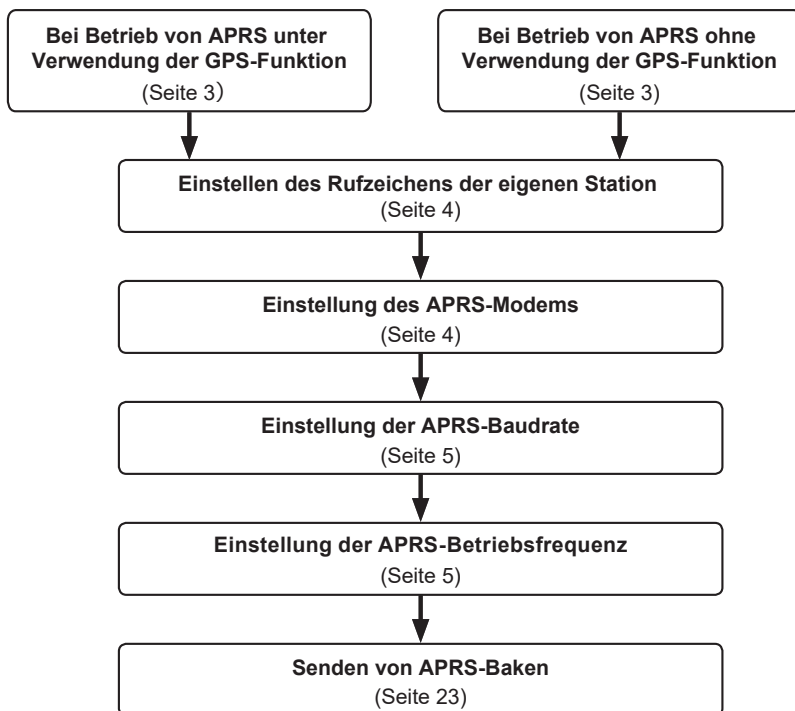 Bei Betrieb von APRS unter
Verwendung der GPS-Funktion
(Seite 3）
Bei Betrieb von APRS ohne
Verwendung der GPS-Funktion
(Seite 3)
Einstellen des Rufzeichens der eigenen Station
(Seite 4)
Einstellung des APRS-Modems
(Seite 4)
Einstellung der APRS-Baudrate
(Seite 5)
Einstellung der APRS-Betriebsfrequenz
(Seite 5)
Senden von APRS-Baken
(Seite 23)